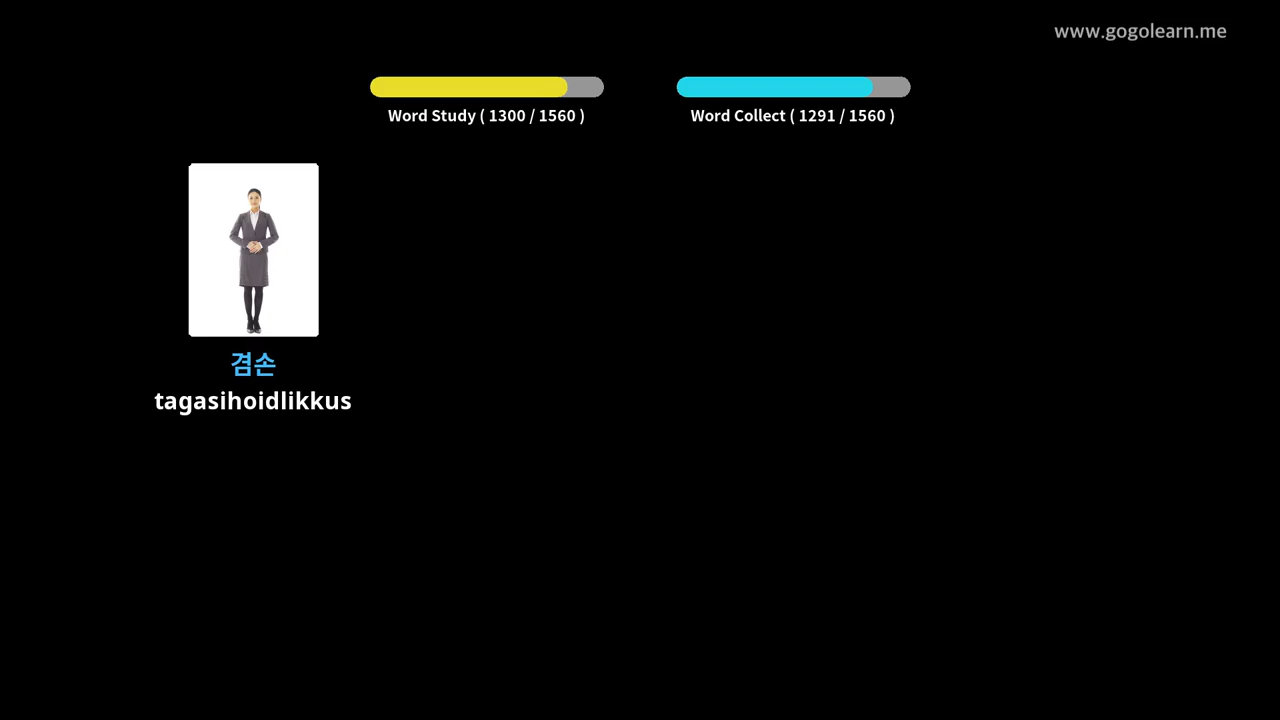 www.gogolearn.me
Word Study ( 1300 / 1560 )
Word Collect ( 1291 / 1560 )
겸손
tagasihoidlikkus